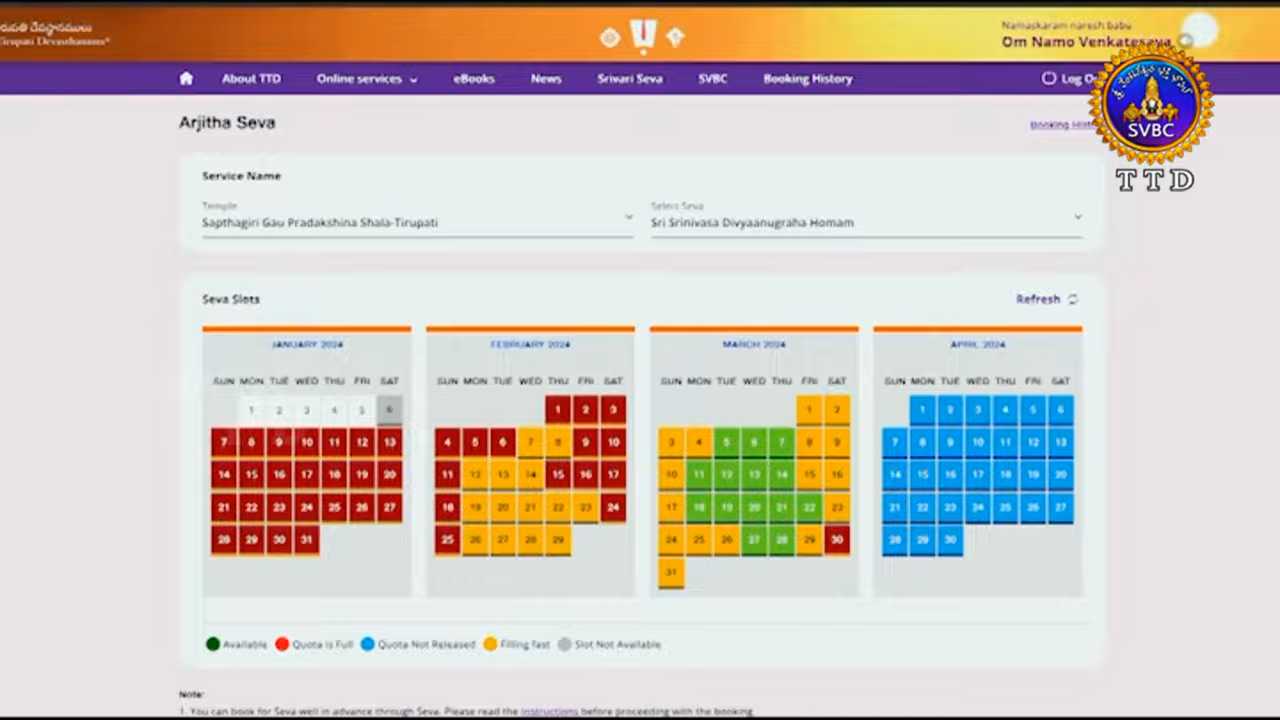 రుపతి దేవస్థానములు
Tirupati Devasthanams
Namaskaram naresh babu
Om Namo Venkatesaya
About TTD Online services eBooks News Srivari Seva SVBC Booking History Log O
Arjitha Seva
Booking Hist
SVBC
TTD
Service Name
Temple Select Seva
Sapthagiri Gau Pradakshina Shala-Tirupati Sri Srinivasa Divyaanugraha Homam
Seva Slots Refresh
JANUARY 2024 FEBRUARY 2024 MARCH 2024 APRIL 2024
SUN MON TUE WED THU FRI SAT SUN MON TUE WED THU FRI SAT SUN MON TUE WED THU FRI SAT SUN MON TUE WED THU FRI SAT
1 2 3 4 5 6 1 2 3 1 2 1 2 3 4 5 6
7 8 9 10 11 12 13 4 5 6 7 8 9 10 3 4 5 6 7 8 9 7 8 9 10 11 12 13
14 15 16 17 18 19 20 11 12 13 14 15 16 17 10 11 12 13 14 15 16 14 15 16 17 18 19 20
21 22 23 24 25 26 27 18 19 20 21 22 23 24 17 18 19 20 21 22 23 21 22 23 24 25 26 27
28 29 30 31 25 26 27 28 29 24 25 26 27 28 29 30 28 29 30
31
Available Quota is Full Quota Not Released Filling fast Slot Not Available
Note:
1. You can book for Seva well in advance through Seva. Please read the instructions before proceeding with the booking